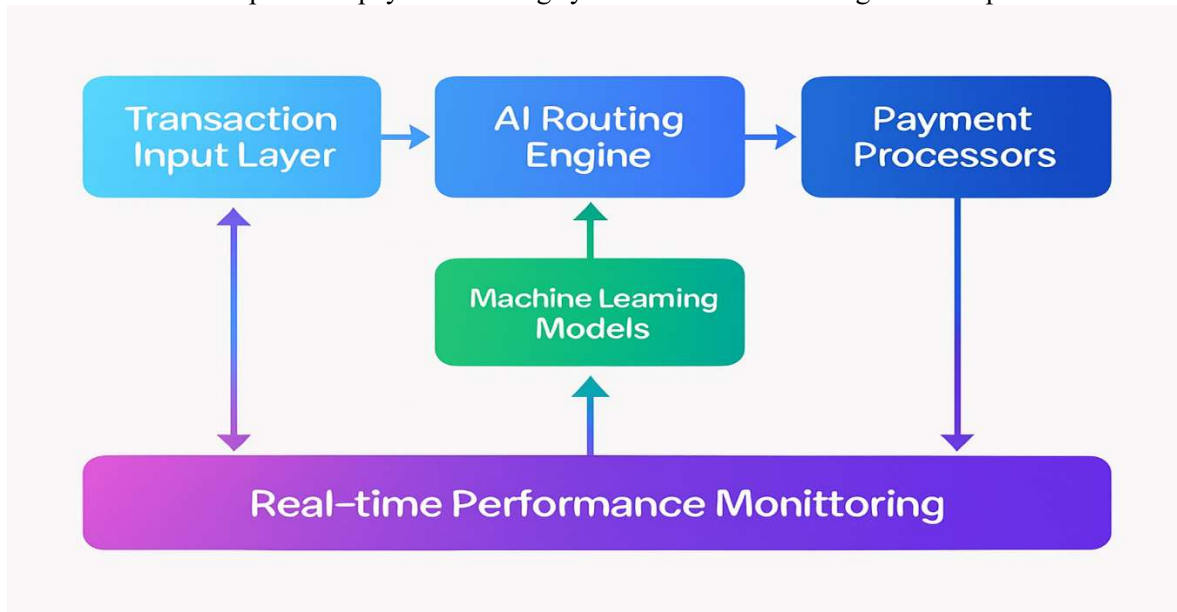 Transaction
Input Layer
AI Routing
Engine
Payment
Processors
Machine Leaming
Models
Real-time Performance Monittoring